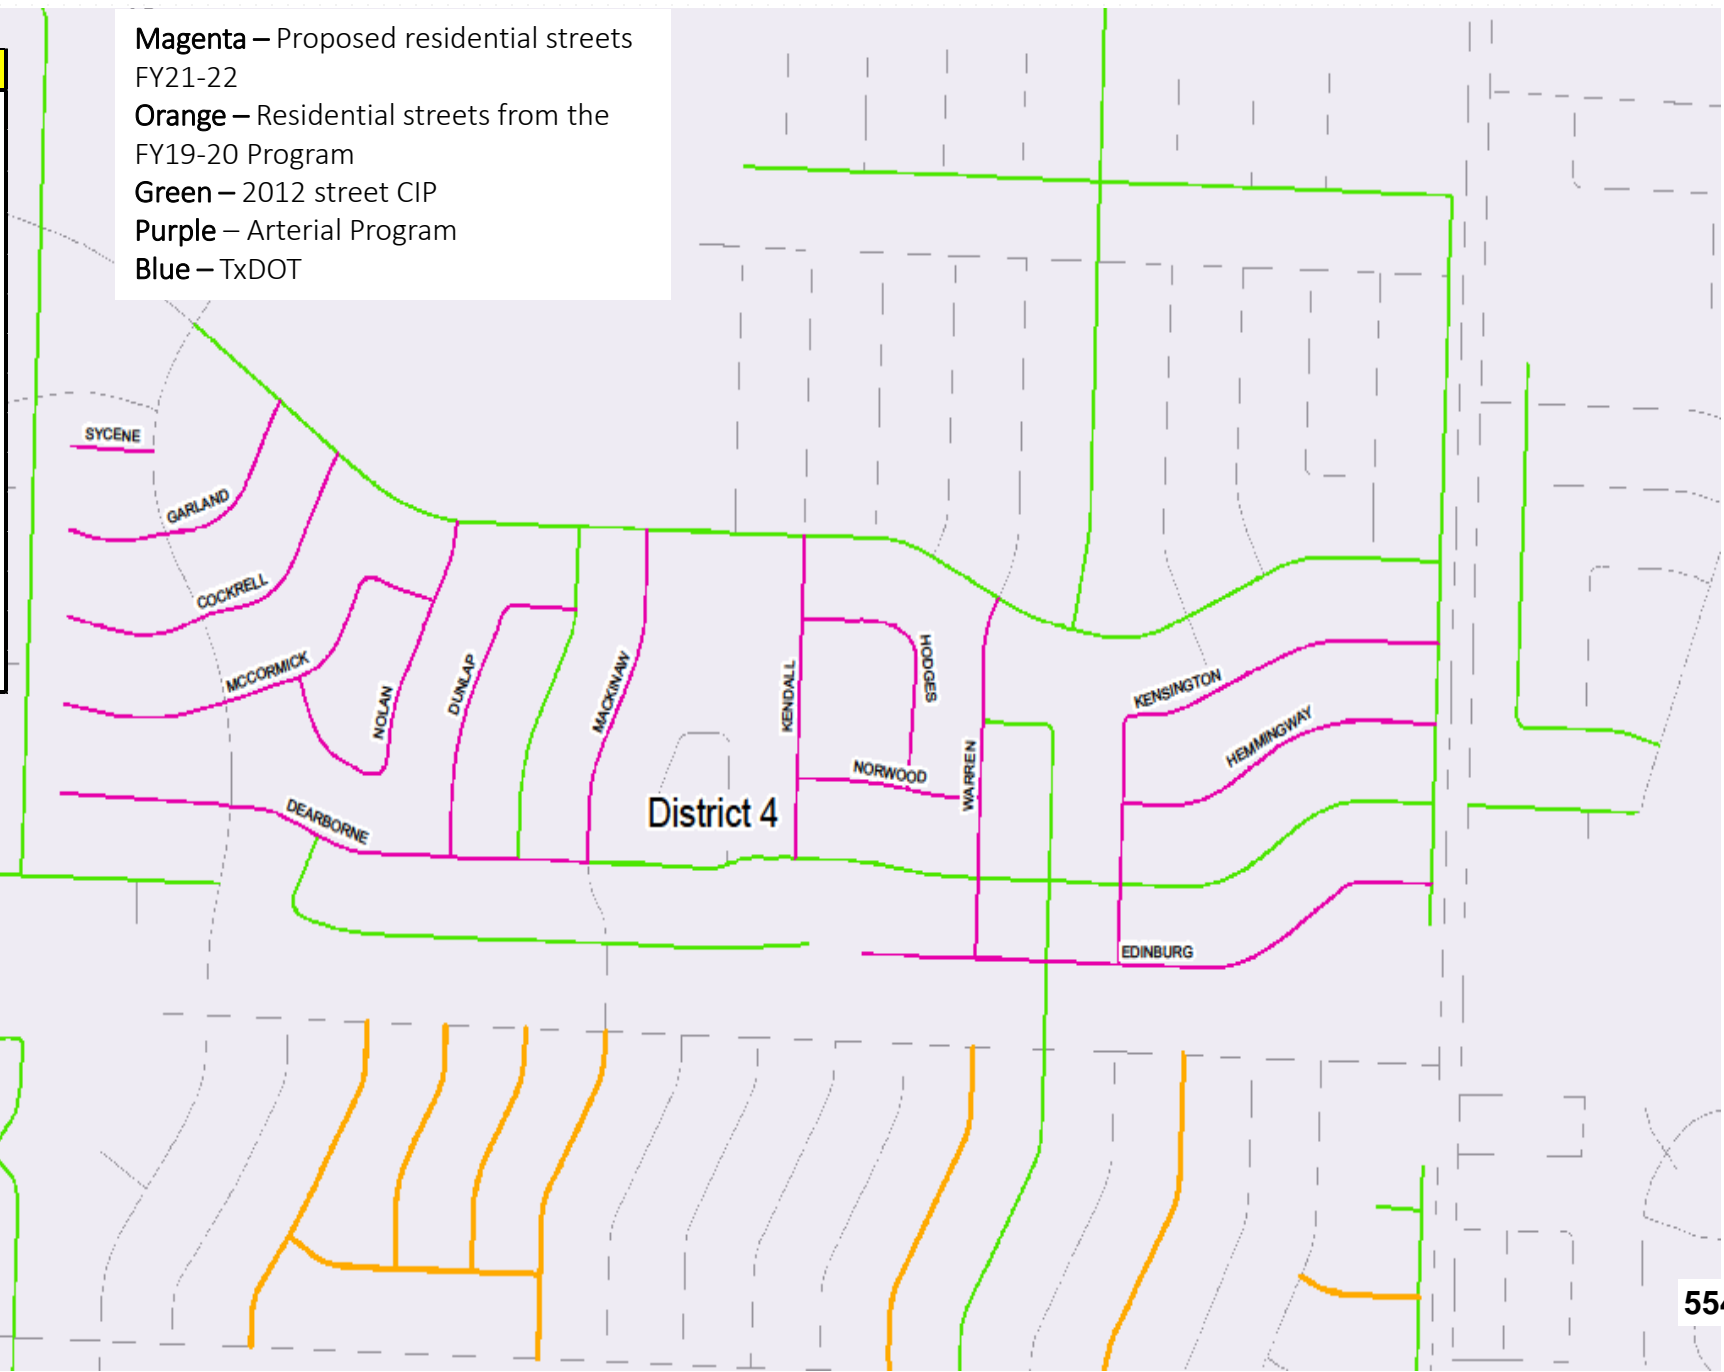 Magenta – Proposed residential streets
FY21-22
Orange – Residential streets from the
FY19-20 Program
Green – 2012 street CIP
Purple – Arterial Program
Blue – TxDOT
SYCENE
GARLAND
COCKRELL
MCCORMICK
NOLAN
DUNLAP
MACKINAW
KENDALL
HODGES
NORWOOD
WARREN
KENSINGTON
HEMMINGWAY
DEARBORNE
District 4
EDINBURG
554